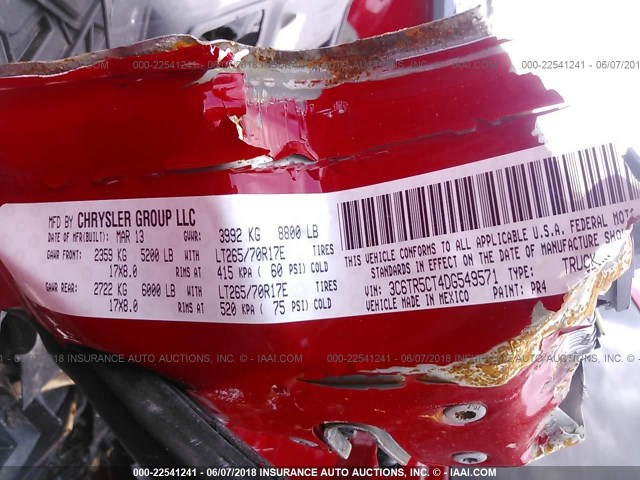 000-22541241 - 06/07/2018 INSURANCE AUTO AUCTIONS, INC. - © IAAI.COM
000-22541241 - 06/07/2018
MFD BY CHRYSLER GROUP LLC
DATE OF MFR(BUILT): MAR 13 GVWR: 3992 KG 8800 LB
GAWR FRONT: 2359 KG 5200 LB WITH LT265/70R17E TIRES
17X8.0 RIMS AT 415 KPA ( 60 PSI) COLD
GAWR REAR: 2722 KG 6000 LB WITH LT265/70R17E TIRES
17X8.0 RIMS AT 520 KPA ( 75 PSI) COLD
THIS VEHICLE CONFORMS TO ALL APPLICABLE U.S.A. FEDERAL
STANDARDS IN EFFECT ON THE DATE OF MANUFACTURE
VIN: 3C6TR5CT4DG549571 TYPE: TRUCK
VEHICLE MADE IN MEXICO PAINT: PR4
2018 INSURANCE AUTO AUCTIONS, INC. - © IAAI.COM
000-22541241 - 06/07/2018 INSURANCE AUTO
000-22541241 - 06/07/2018 INSURANCE AUTO AUCTIONS, INC. - © IAAI.COM